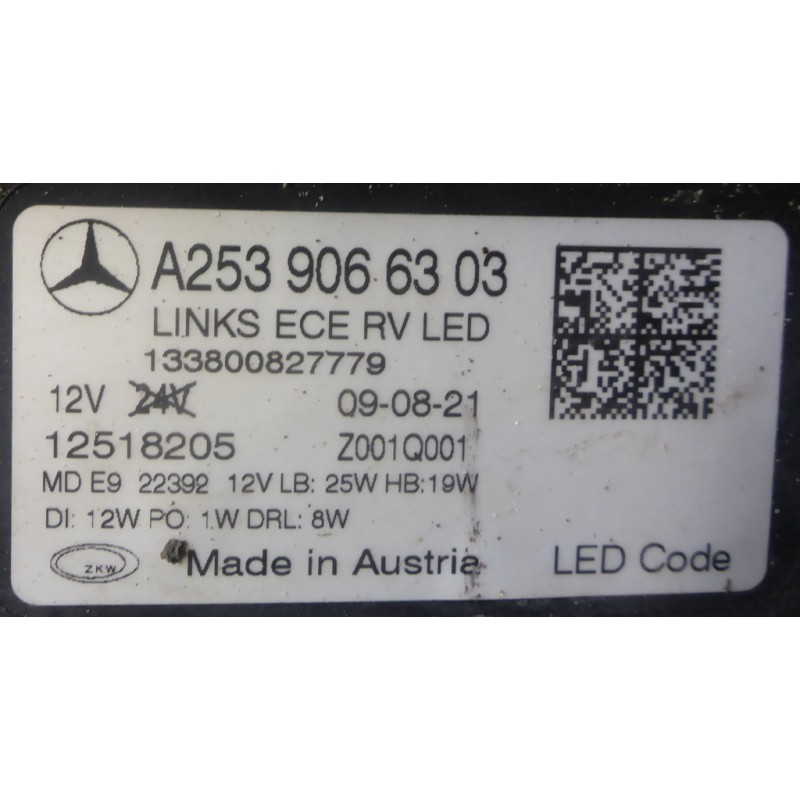 A253 906 63 03
LINKS ECE RV LED
133800827779
12V 24V 09-08-21
12518205 Z001Q001
MD E9 22392 12V LB: 25W HB: 19W
DI: 12W PO: 1W DRL: 8W
ZKW Made in Austria LED Code